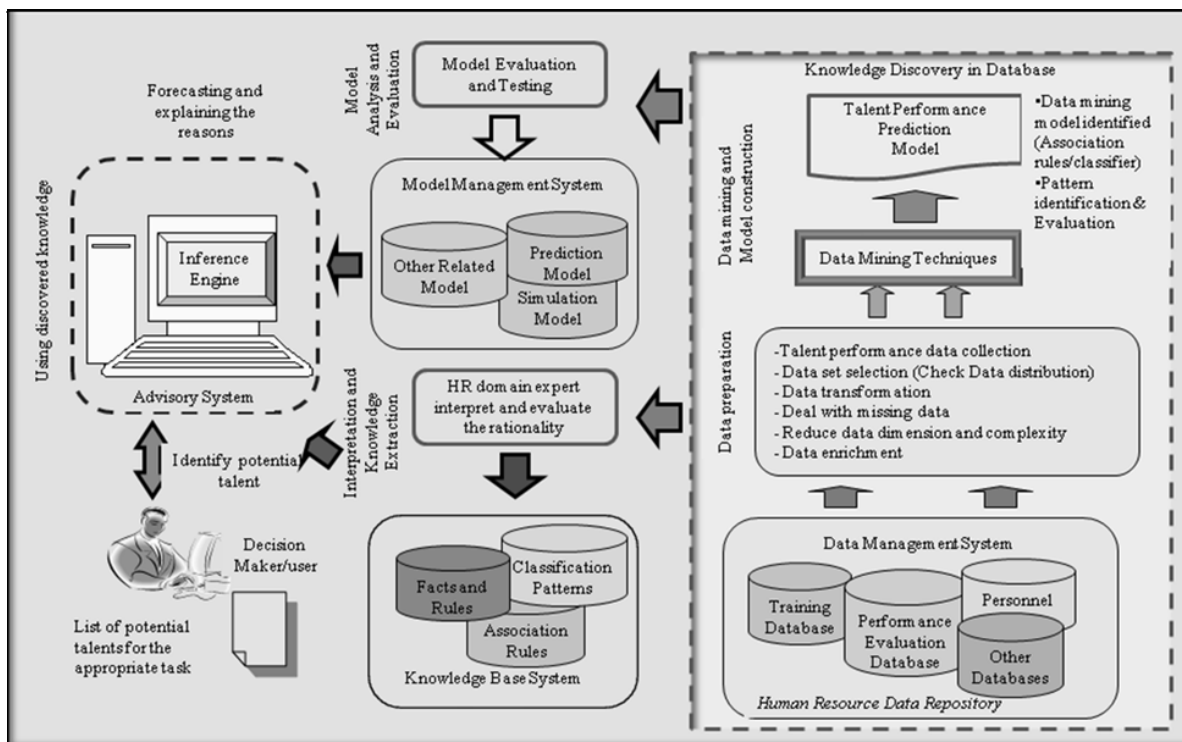 Forecasting and
explaining the
reasons
Using discovered knowledge
Inference
Engine
Advisory System
Identify potential
talent
Decision
Maker/user
List of potential
talents for the
appropriate task
Model
Analysis and
Evaluation
Model Evaluation
and Testing
Model Management System
Other Related
Model
Prediction
Model
Simulation
Model
Interpretation and
Knowledge
Extraction
HR domain expert
interpret and evaluate
the rationality
Facts and
Rules
Classification
Patterns
Association
Rules
Knowledge Base System
Knowledge Discovery in Database
Data mining and
Model construction
Talent Performance
Prediction
Model
▪Data mining
model identified
(Association
rules/classifier)
▪Pattern
identification &
Evaluation
Data Mining Techniques
Data preparation
-Talent performance data collection
-Data set selection (Check Data distribution)
-Data transformation
-Deal with missing data
-Reduce data dimension and complexity
-Data enrichment
Data Management System
Training
Database
Performance
Evaluation
Database
Personnel
Other
Databases
Human Resource Data Repository